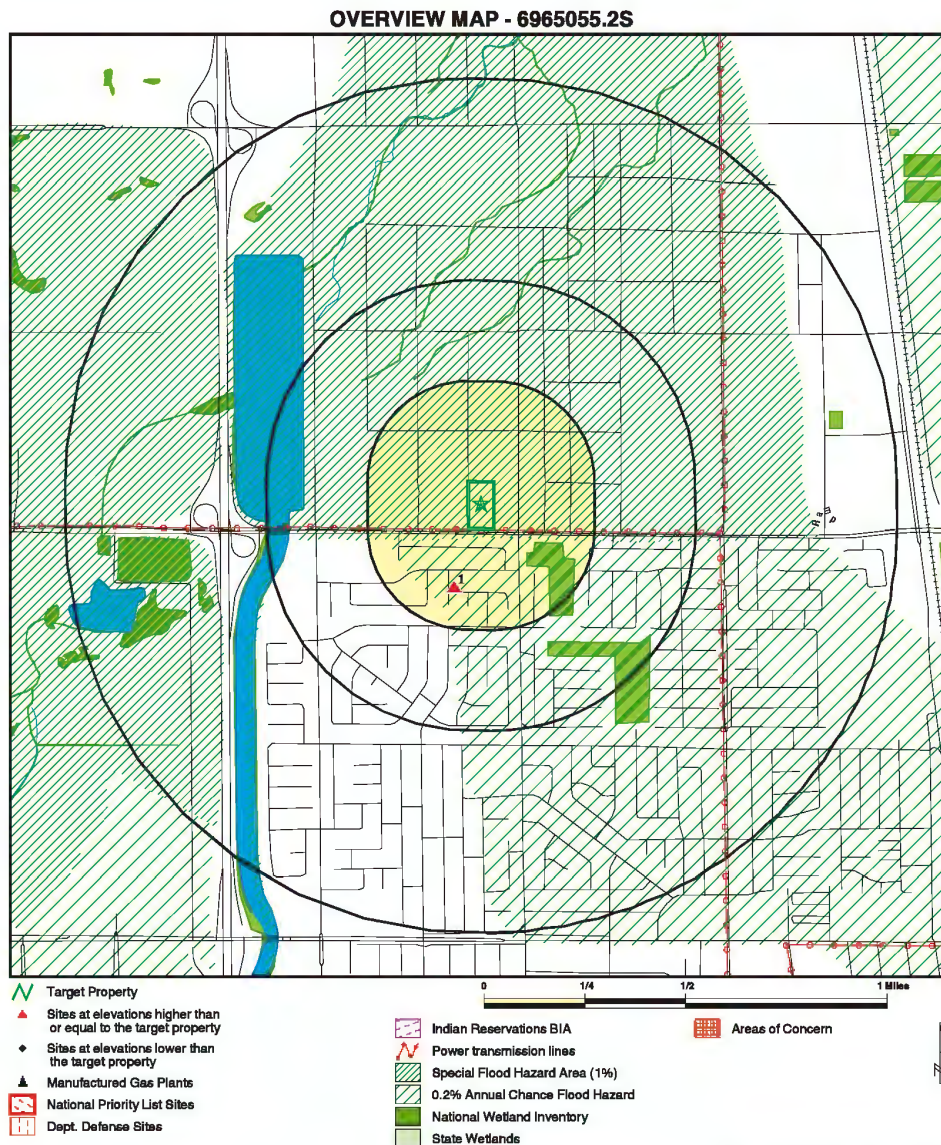 OVERVIEW MAP - 6965055.2S
Ramp
1
0 1/4 1/2 1 Miles
Target Property
Sites at elevations higher than
or equal to the target property
Sites at elevations lower than
the target property
Manufactured Gas Plants
National Priority List Sites
Dept. Defense Sites
Indian Reservations BIA
Power transmission lines
Special Flood Hazard Area (1%)
0.2% Annual Chance Flood Hazard
National Wetland Inventory
State Wetlands
Areas of Concern